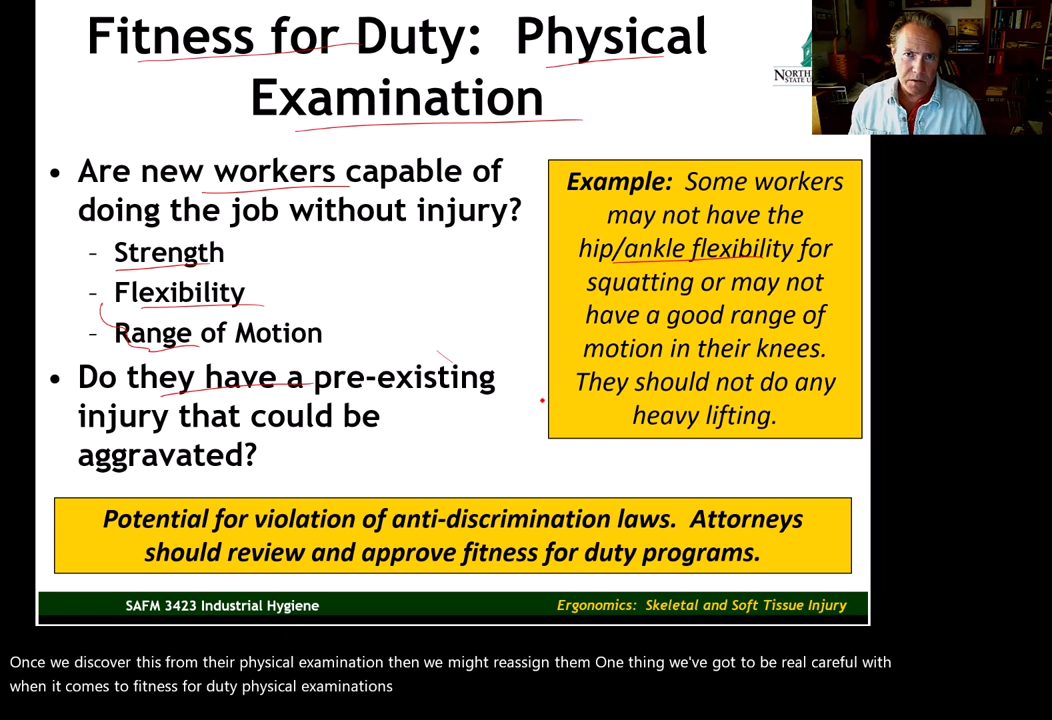 Fitness for Duty: Physical
Examination
• Are new workers capable of
doing the job without injury?
– Strength
– Flexibility
– Range of Motion
• Do they have a pre-existing
injury that could be
aggravated?
Example: Some workers
may not have the
hip/ankle flexibility for
squatting or may not
have a good range of
motion in their knees.
They should not do any
heavy lifting.
Potential for violation of anti-discrimination laws. Attorneys
should review and approve fitness for duty programs.
SAFM 3423 Industrial Hygiene
Ergonomics: Skeletal and Soft Tissue Injury
Once we discover this from their physical examination then we might reassign them One thing we've got to be real careful with
when it comes to fitness for duty physical examinations